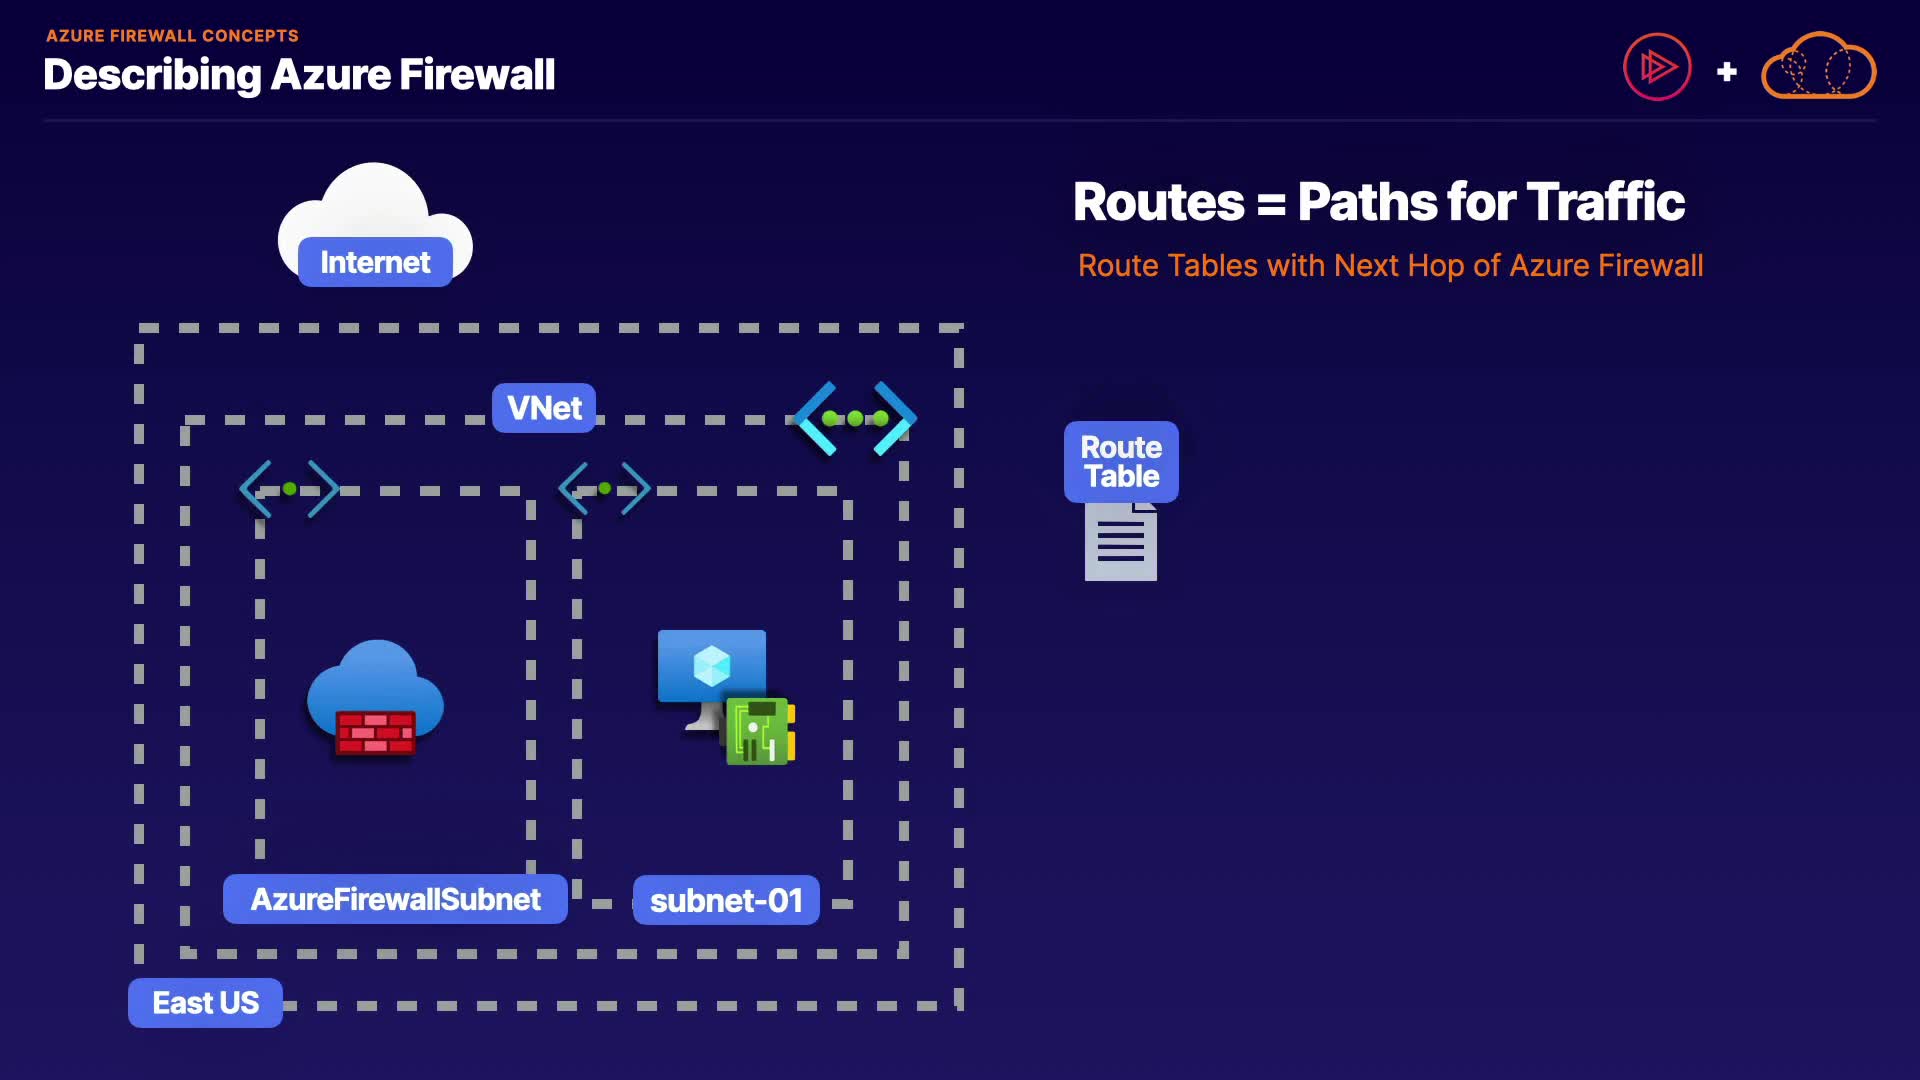 AZURE FIREWALL CONCEPTS
Describing Azure Firewall
Internet
Routes = Paths for Traffic
Route Tables with Next Hop of Azure Firewall
VNet
Route
Table
AzureFirewallSubnet
subnet-01
East US